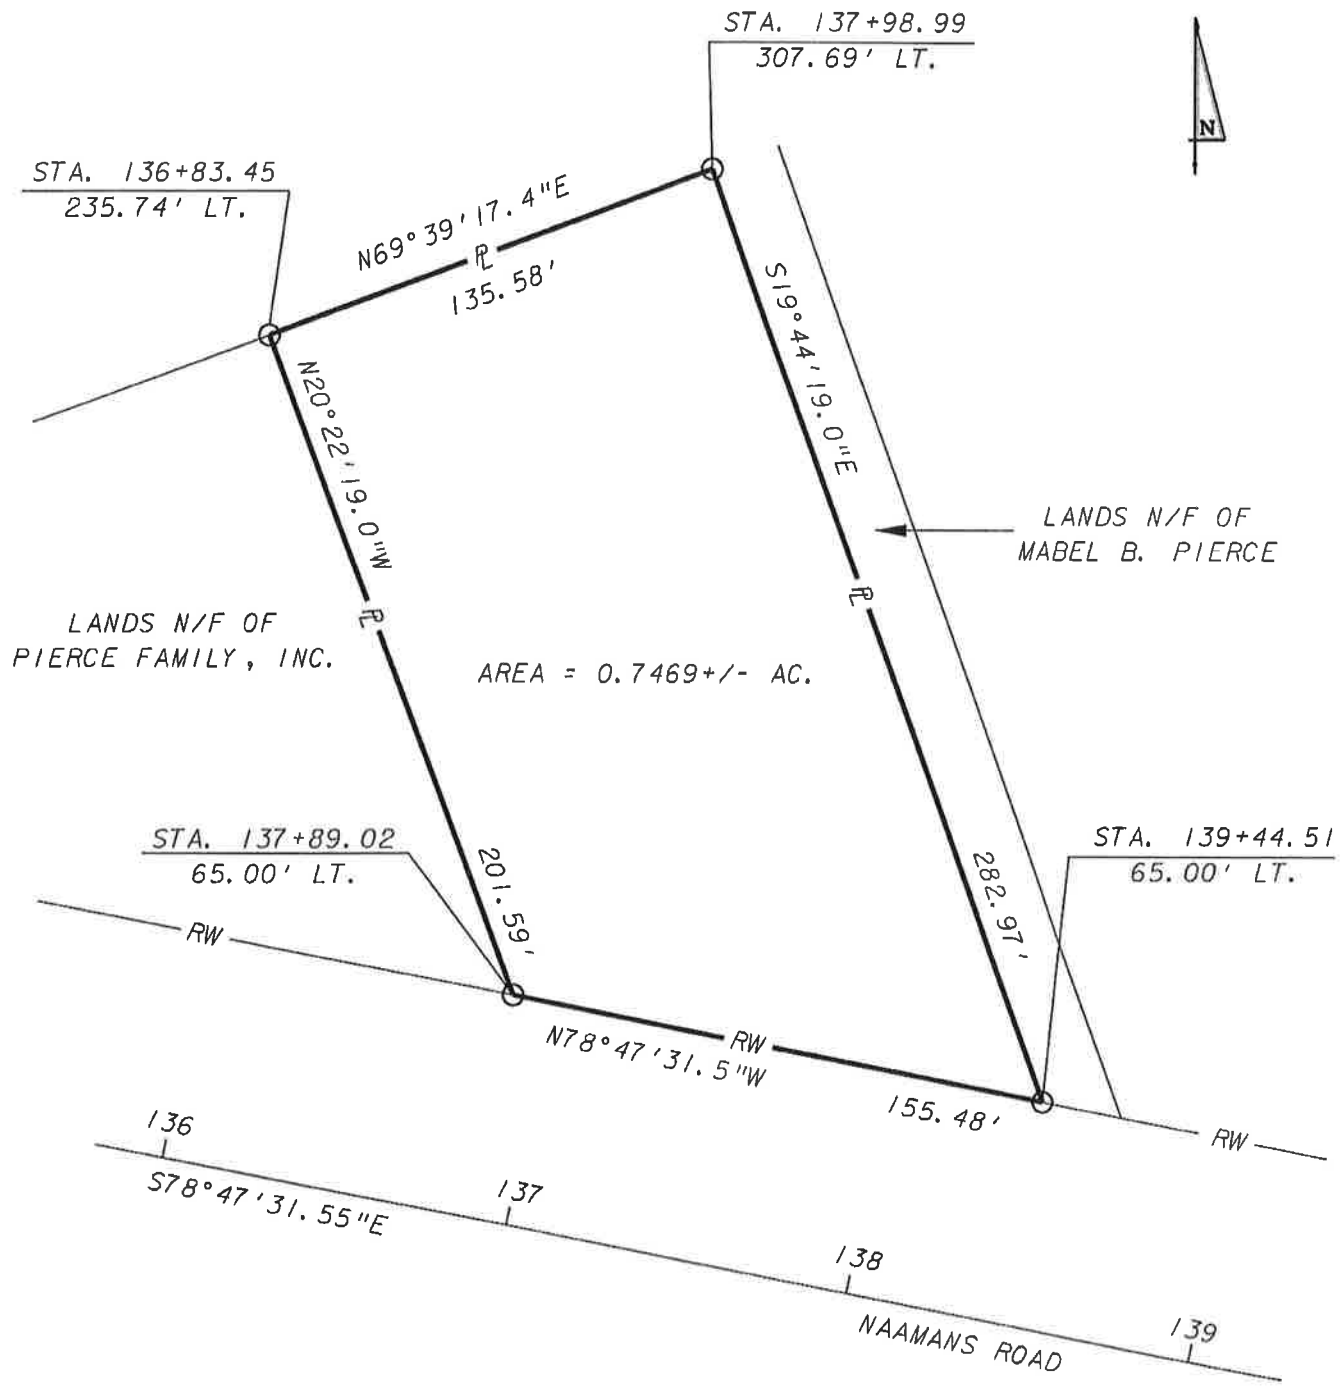 STA. 137+98.99
307.69' LT.
N
STA. 136+83.45
235.74' LT.
N69°39'17.4"E
PL
135.58'
S19°44'19.0"E
N20°22'19.0"W
LANDS N/F OF
MABEL B. PIERCE
PL
PL
LANDS N/F OF
PIERCE FAMILY, INC.
AREA = 0.7469+/- AC.
STA. 137+89.02
65.00' LT.
201.59'
282.97'
STA. 139+44.51
65.00' LT.
RW
RW
N78°47'31.5"W
155.48'
RW
136
S78°47'31.55"E
137
138
NAAMANS ROAD
139